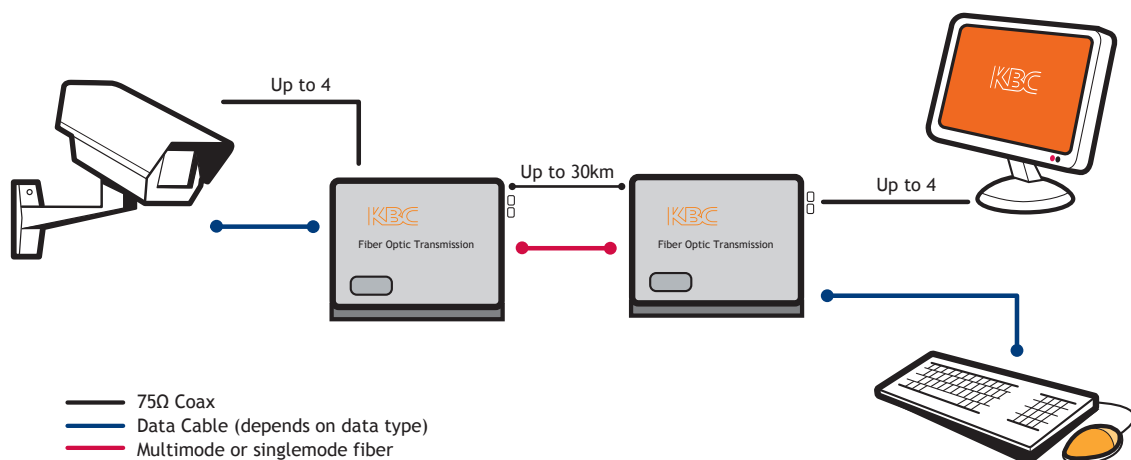 Up to 4
KBC
Up to 30km
Up to 4
KBC
Fiber Optic Transmission
KBC
Fiber Optic Transmission
75Ω Coax
Data Cable (depends on data type)
Multimode or singlemode fiber